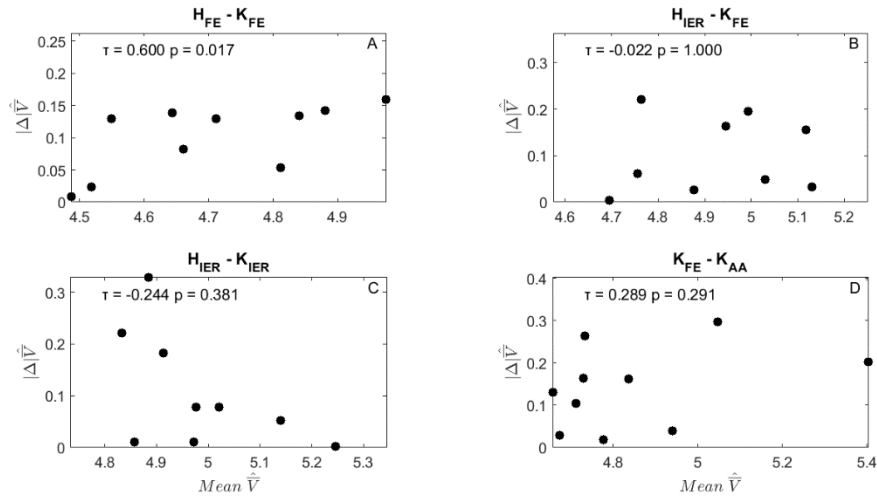 H_FE - K_FE
A
τ = 0.600 p = 0.017
0.25
0.2
0.15
0.1
0.05
0
|Δ|V̄̂
4.5 4.6 4.7 4.8 4.9
H_IER - K_FE
B
τ = -0.022 p = 1.000
0.3
0.2
0.1
0
|Δ|V̄̂
4.6 4.7 4.8 4.9 5 5.1 5.2
H_IER - K_IER
C
τ = -0.244 p = 0.381
0.3
0.2
0.1
0
|Δ|V̄̂
4.8 4.9 5 5.1 5.2 5.3
Mean V̄̂
K_FE - K_AA
D
τ = 0.289 p = 0.291
0.4
0.3
0.2
0.1
0
|Δ|V̄̂
4.8 5 5.2 5.4
Mean V̄̂